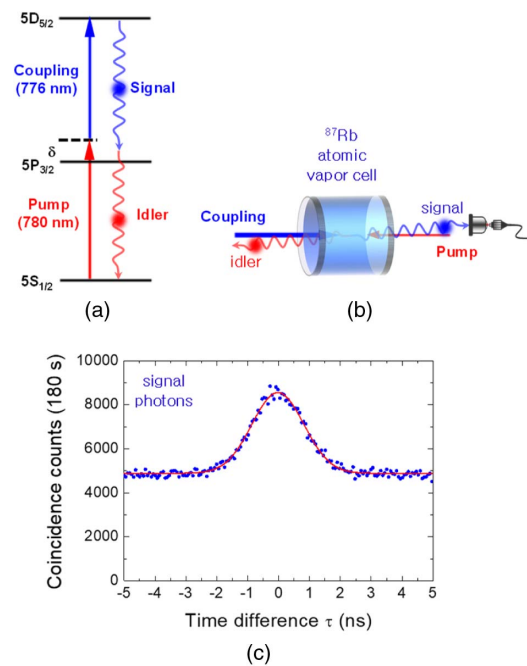 5D5/2
Coupling
(776 nm)
Signal
δ
5P3/2
Pump
(780 nm)
Idler
5S1/2
(a)
87Rb
atomic
vapor cell
Coupling
signal
idler
Pump
(b)
signal
photons
Coincidence counts (180 s)
10000
8000
6000
4000
2000
0
-5 -4 -3 -2 -1 0 1 2 3 4 5
Time difference τ (ns)
(c)